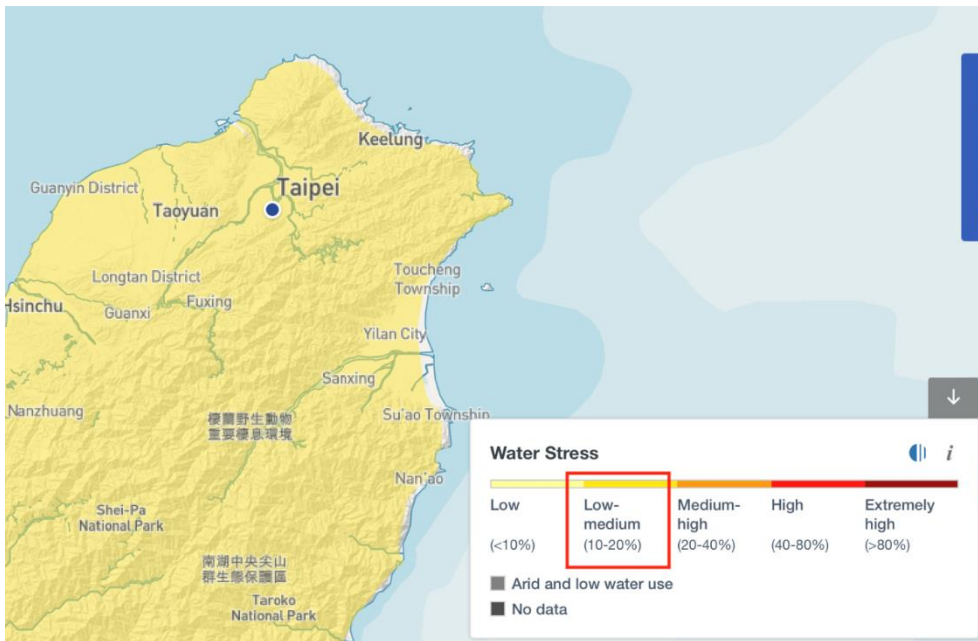 Keelung
Taipei
Guanyin District
Taoyuan
Longtan District
Toucheng
Township
Hsinchu
Guanxi
Fuxing
Yilan City
Sanxing
Nanzhuang
棲蘭野生動物
重要棲息環境
Su'ao Township
Nan'ao
Shei-Pa
National Park
南湖中央尖山
群生態保護區
Taroko
National Park
Water Stress
i
Low
(<10%)
Low-
medium
(10-20%)
Medium-
high
(20-40%)
High
(40-80%)
Extremely
high
(>80%)
Arid and low water use
No data